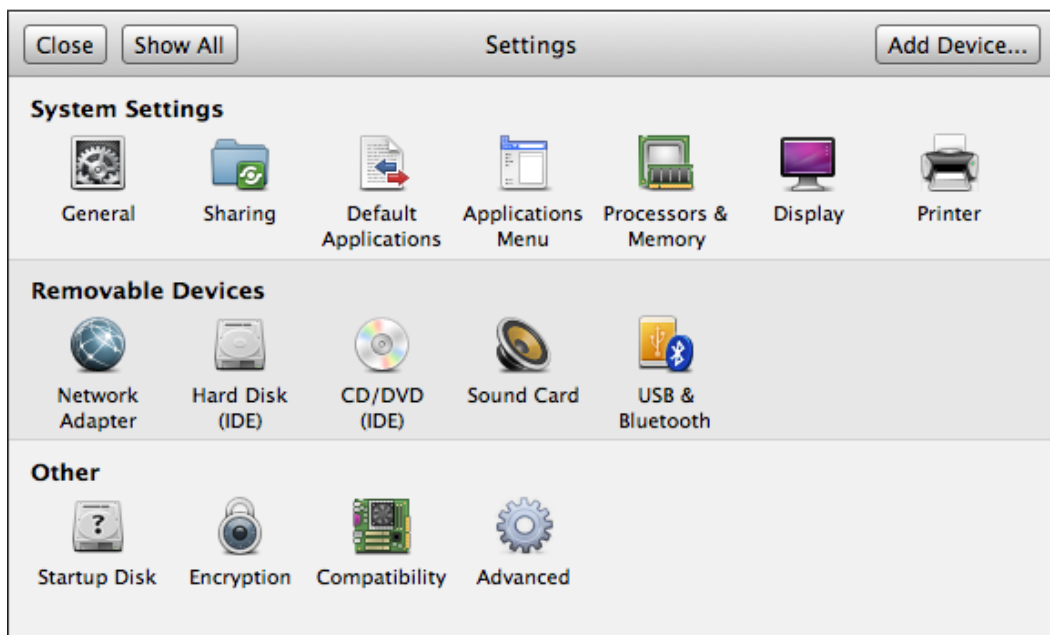 Close
Show All
Settings
Add Device...
System Settings
General
Sharing
Default
Applications
Applications
Menu
Processors &
Memory
Display
Printer
Removable Devices
Network
Adapter
Hard Disk
(IDE)
CD/DVD
(IDE)
Sound Card
USB &
Bluetooth
Other
?
Startup Disk
Encryption
Compatibility
Advanced